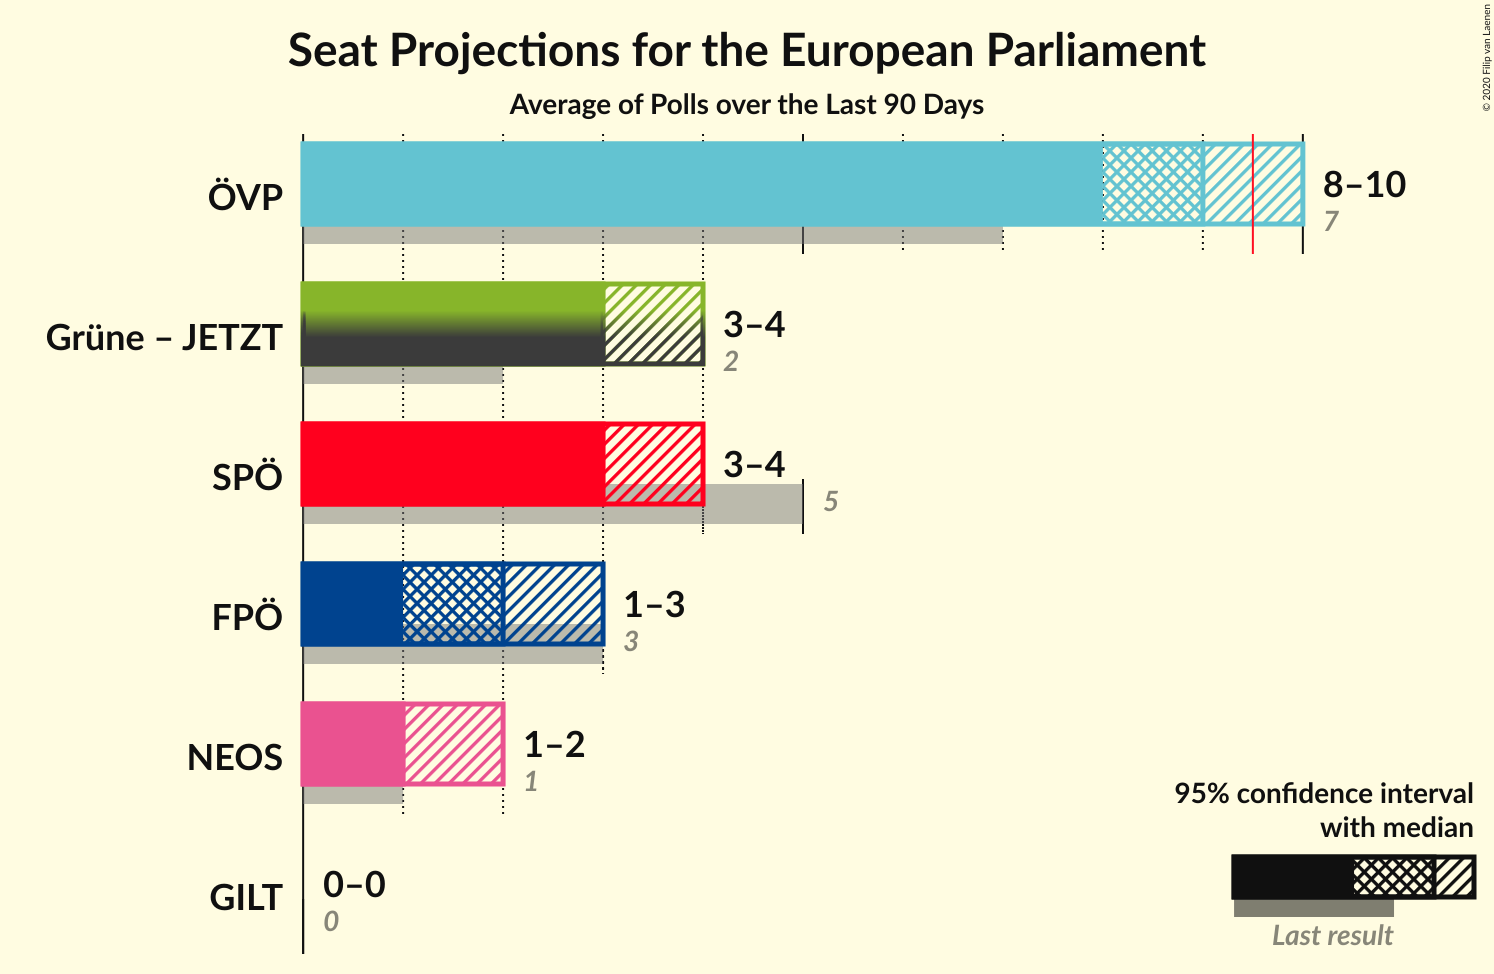 Seat Projections for the European Parliament
Average of Polls over the Last 90 Days
© 2020 Filip van Laenen
ÖVP
8–10
7
Grüne – JETZT
3–4
2
SPÖ
3–4
5
FPÖ
1–3
3
NEOS
1–2
1
GILT
0–0
0
95% confidence interval
with median
Last result